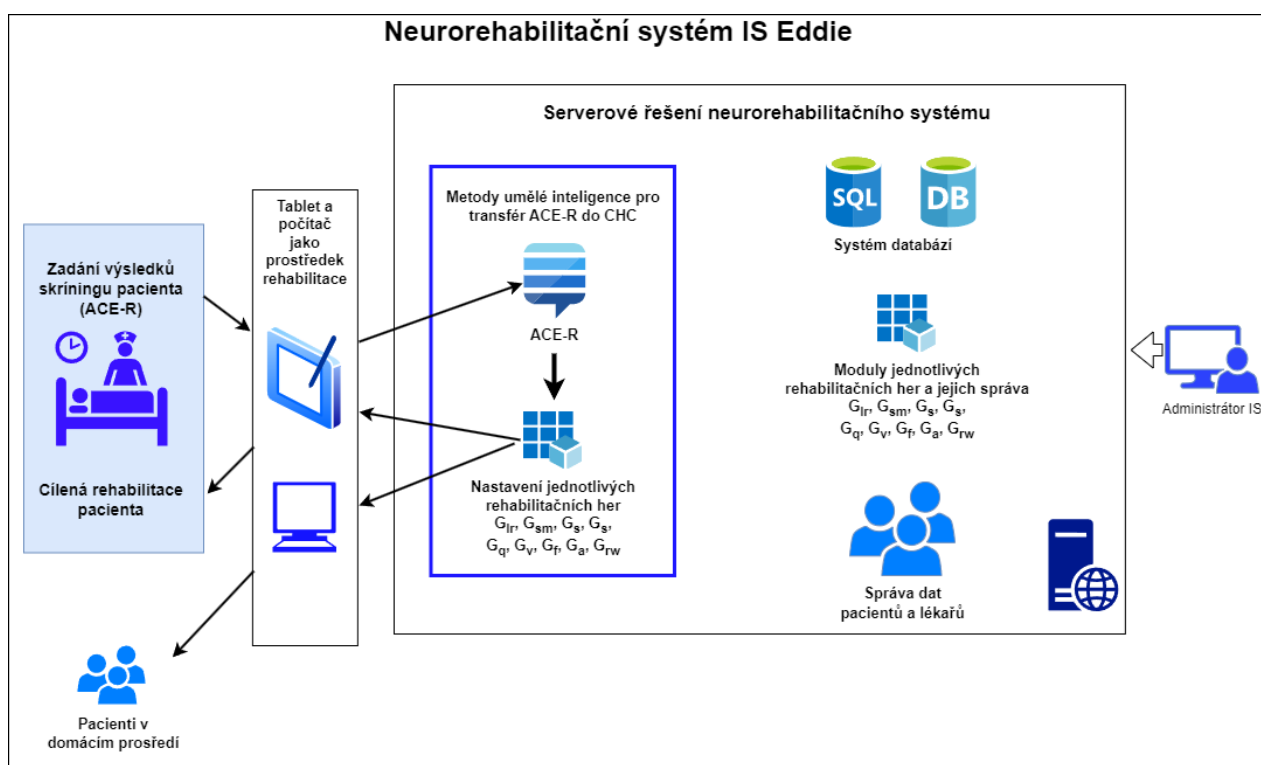 Neurorehabilitační systém IS Eddie
Serverové řešení neurorehabilitačního systému
Zadání výsledků
skríningu pacienta
(ACE-R)
Cílená rehabilitace
pacienta
Tablet a
počítač
jako
prostředek
rehabilitace
Metody umělé inteligence pro
transfér ACE-R do CHC
ACE-R
Nastavení jednotlivých
rehabilitačních her
Glr, Gsm, Gs, Gs,
Gq, Gv, Gf, Ga, Grw
SQL
DB
Systém databází
Moduly jednotlivých
rehabilitačních her a jejich správa
Glr, Gsm, Gs, Gs,
Gq, Gv, Gf, Ga, Grw
Správa dat
pacientů a lékařů
Administrátor IS
Pacienti v
domácím prosředí